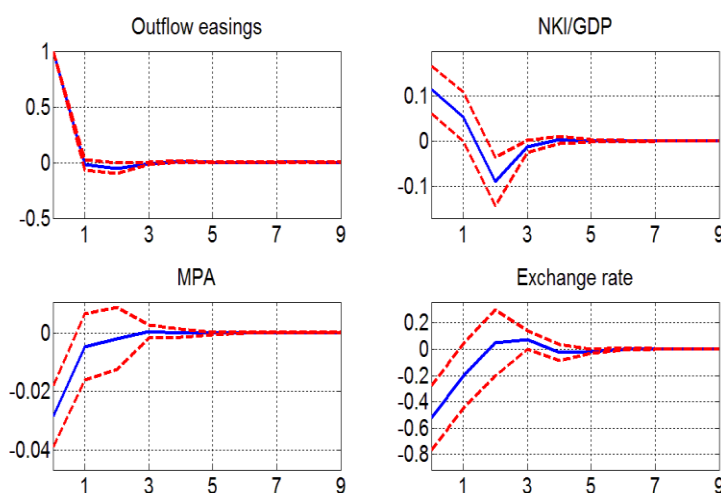 Outflow easings
1
0.5
0
-0.5
1 3 5 7 9
NKI/GDP
0.1
0
-0.1
1 3 5 7 9
MPA
0
-0.02
-0.04
1 3 5 7 9
Exchange rate
0.2
0
-0.2
-0.4
-0.6
-0.8
1 3 5 7 9